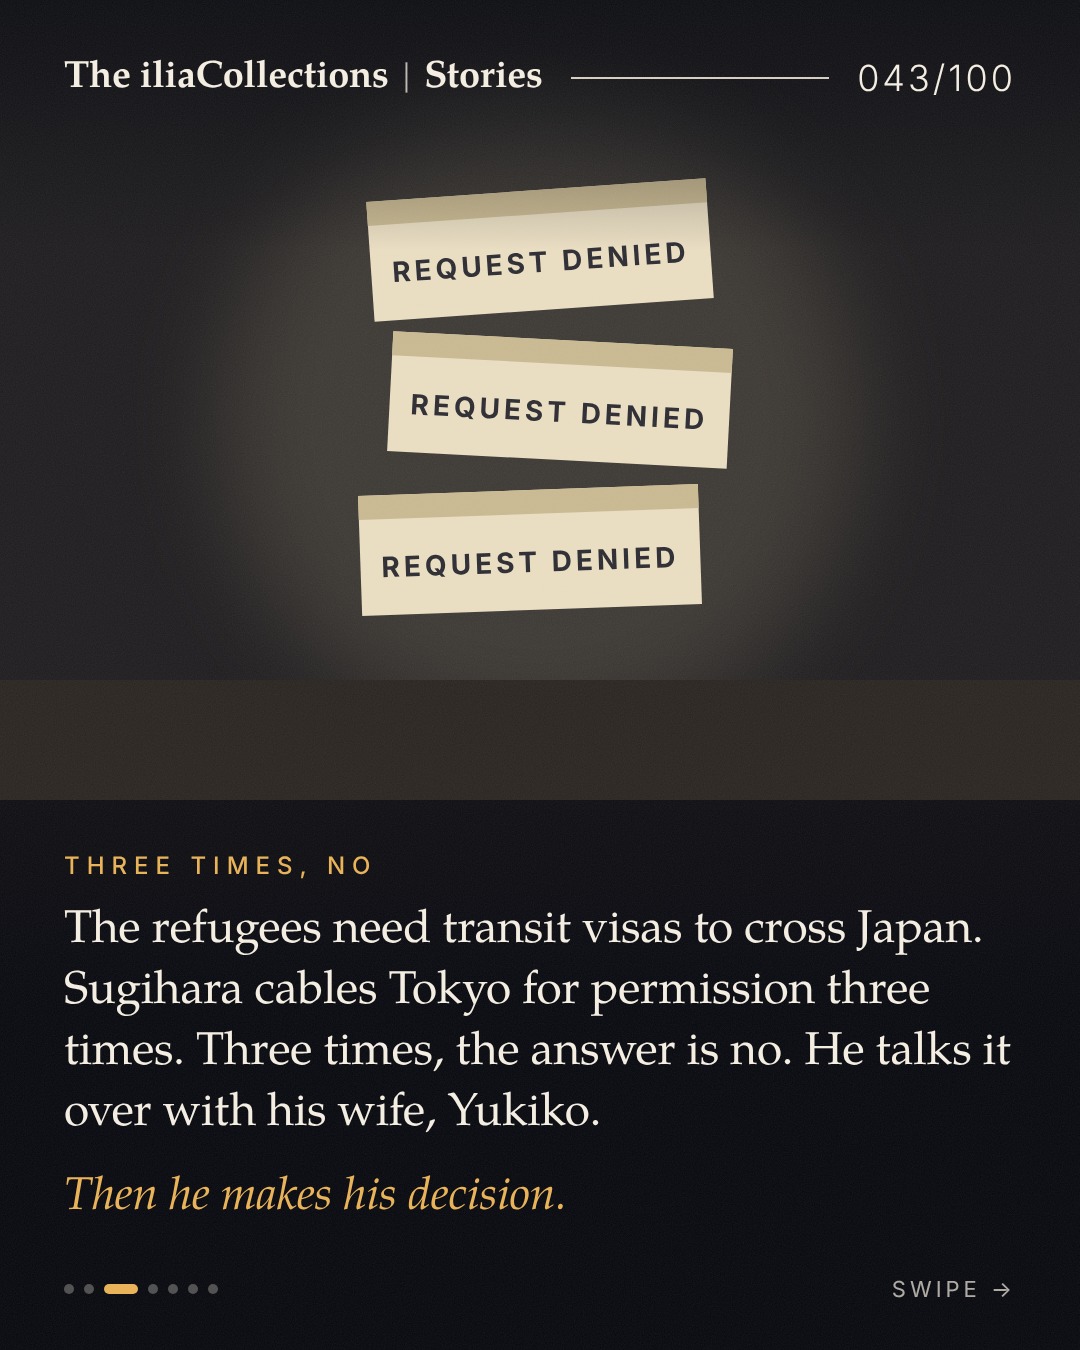 The iliaCollections | Stories 043/100
REQUEST DENIED
REQUEST DENIED
REQUEST DENIED
THREE TIMES, NO
The refugees need transit visas to cross Japan.
Sugihara cables Tokyo for permission three
times. Three times, the answer is no. He talks it
over with his wife, Yukiko.
Then he makes his decision.
SWIPE →